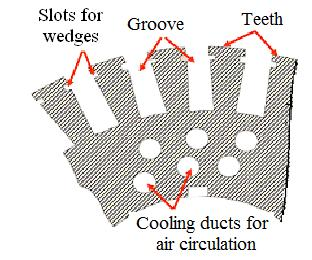 Slots for
wedges
Groove
Teeth
Cooling ducts for
air circulation